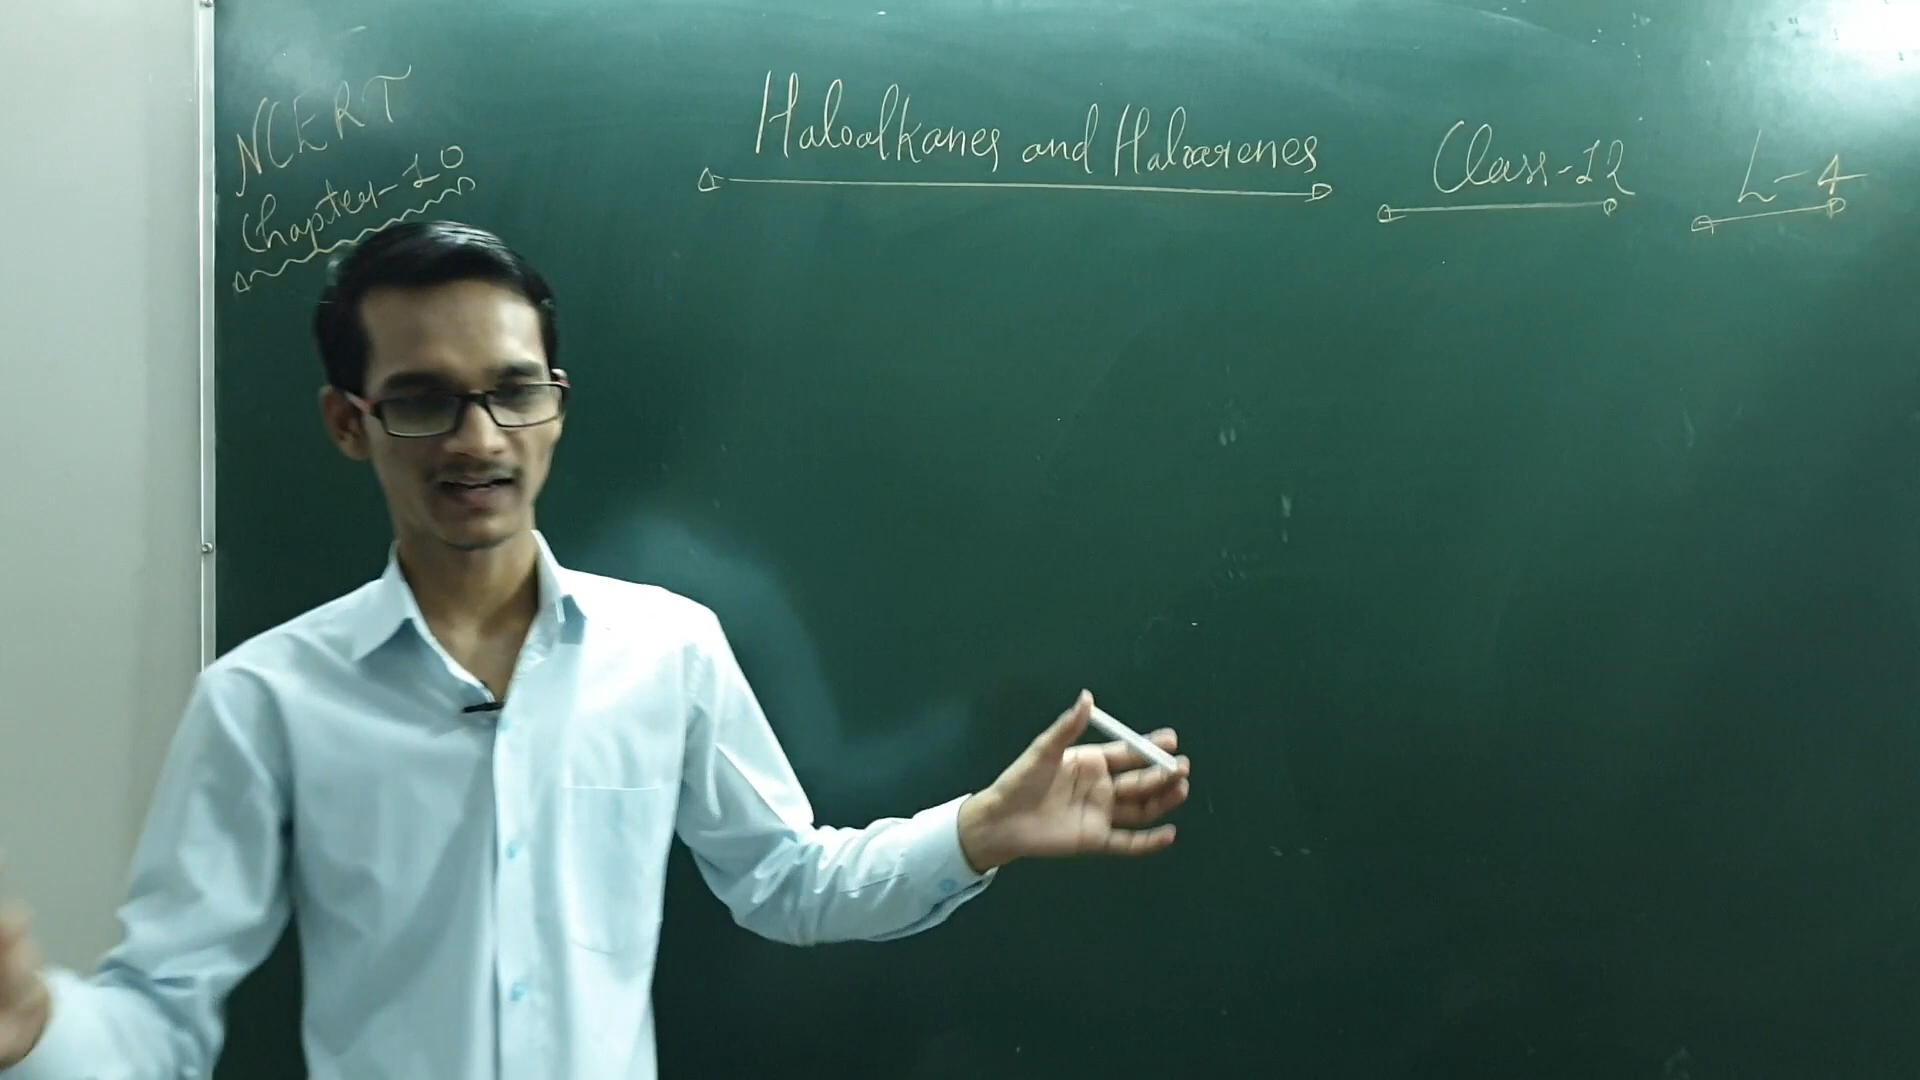 NCERT
Chapter-10
Haloalkanes and Haloarenes
Class-12
L-4